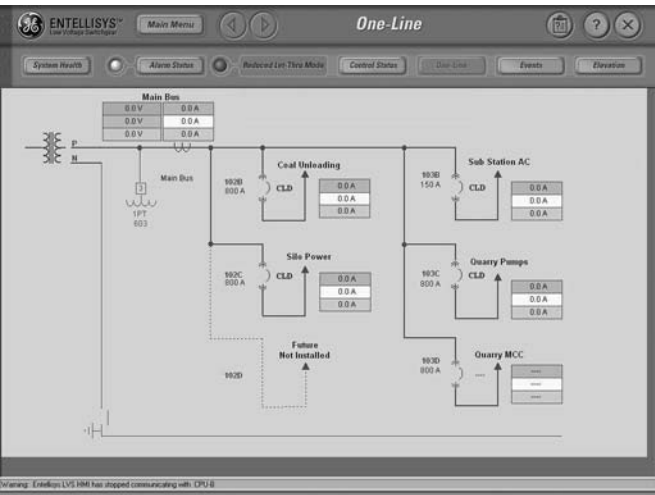 ENTELLISYS™
Low Voltage Switchgear
Main Menu
One-Line
System Health
Alarm Status
Reduced Let-Thru Mode
Control Status
One-Line
Events
Elevation
Main Bus
0.0 V 0.0 A
0.0 V 0.0 A
0.0 V 0.0 A
P
N
Main Bus
3
1PT
603
Coal Unloading
102B
800 A
CLD
0.0 A
0.0 A
0.0 A
Sub Station AC
103B
150 A
CLD
0.0 A
0.0 A
0.0 A
Silo Power
102C
800 A
CLD
0.0 A
0.0 A
0.0 A
Quarry Pumps
103C
800 A
CLD
0.0 A
0.0 A
0.0 A
Future
Not Installed
102D
Quarry MCC
103D
800 A
----
----
----
----
Warning: Entellisys LVS HMI has stopped communicating with CPU-B